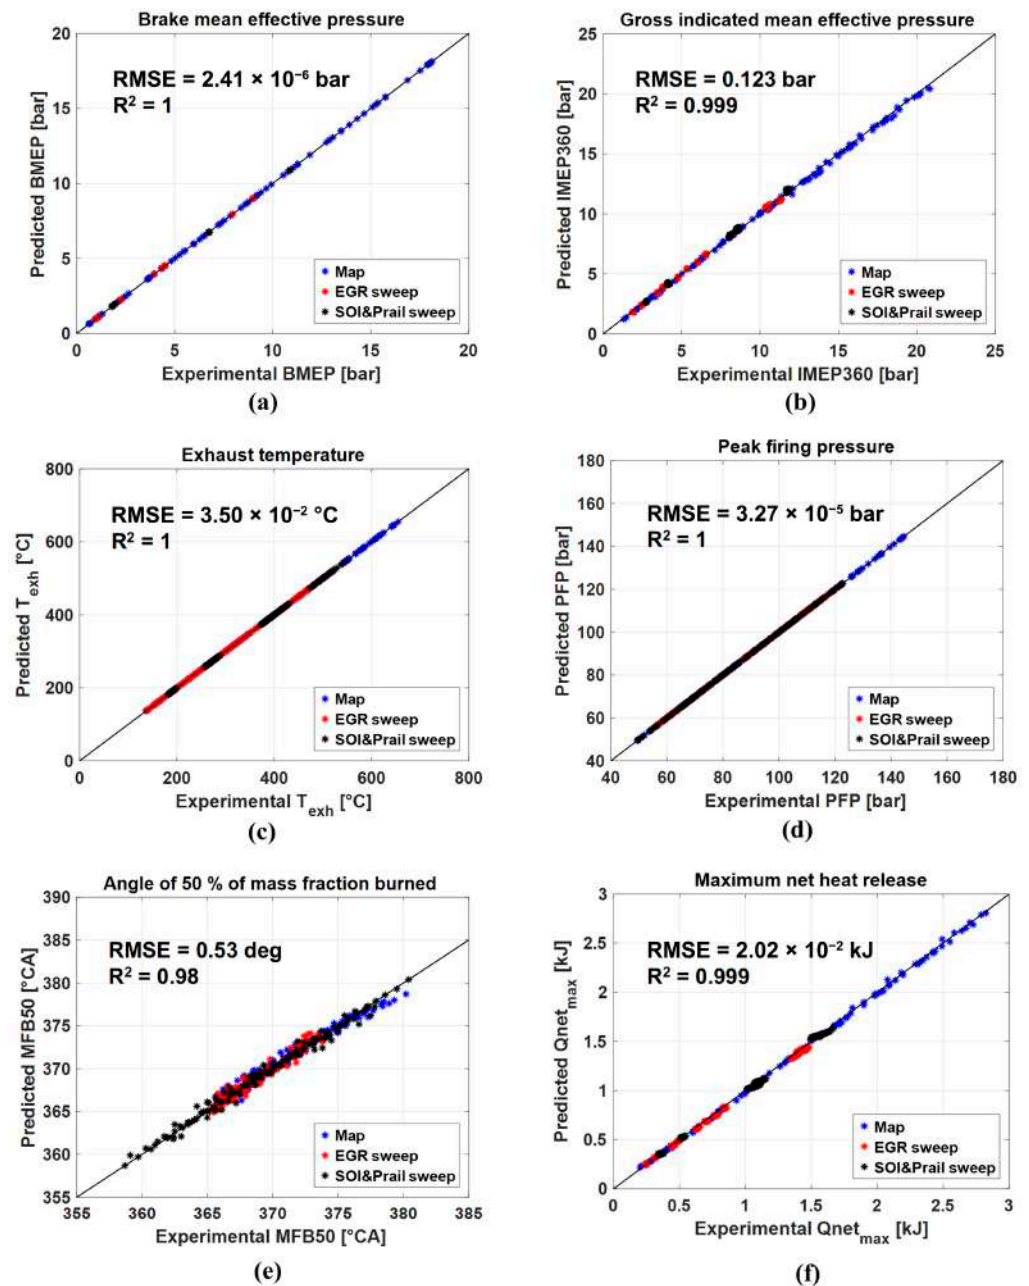 Brake mean effective pressure
20
15
10
5
0
Predicted BMEP [bar]
RMSE = 2.41 × 10⁻⁶ bar
R² = 1
Map
EGR sweep
SOI&Prail sweep
0 5 10 15 20
Experimental BMEP [bar]
(a)
Gross indicated mean effective pressure
25
20
15
10
5
0
Predicted IMEP360 [bar]
RMSE = 0.123 bar
R² = 0.999
Map
EGR sweep
SOI&Prail sweep
0 5 10 15 20 25
Experimental IMEP360 [bar]
(b)
Exhaust temperature
800
600
400
200
0
Predicted T_exh [°C]
RMSE = 3.50 × 10⁻² °C
R² = 1
Map
EGR sweep
SOI&Prail sweep
0 200 400 600 800
Experimental T_exh [°C]
(c)
Peak firing pressure
180
160
140
120
100
80
60
40
Predicted PFP [bar]
RMSE = 3.27 × 10⁻⁵ bar
R² = 1
Map
EGR sweep
SOI&Prail sweep
40 60 80 100 120 140 160 180
Experimental PFP [bar]
(d)
Angle of 50 % of mass fraction burned
390
385
380
375
370
365
360
355
Predicted MFB50 [°CA]
RMSE = 0.53 deg
R² = 0.98
Map
EGR sweep
SOI&Prail sweep
355 360 365 370 375 380 385
Experimental MFB50 [°CA]
(e)
Maximum net heat release
3
2.5
2
1.5
1
0.5
0
Predicted Qnet_max [kJ]
RMSE = 2.02 × 10⁻² kJ
R² = 0.999
Map
EGR sweep
SOI&Prail sweep
0 0.5 1 1.5 2 2.5 3
Experimental Qnet_max [kJ]
(f)